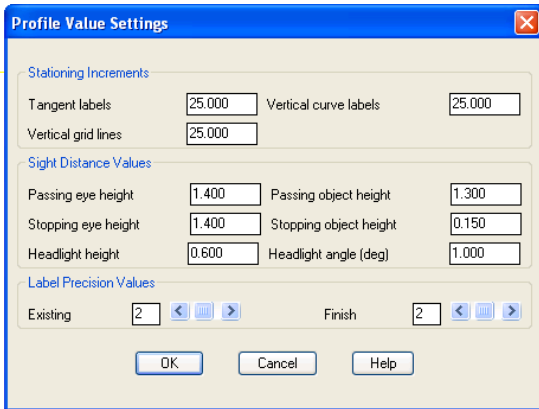 Profile Value Settings
Stationing Increments
Tangent labels 25.000 Vertical curve labels 25.000
Vertical grid lines 25.000
Sight Distance Values
Passing eye height 1.400 Passing object height 1.300
Stopping eye height 1.400 Stopping object height 0.150
Headlight height 0.600 Headlight angle (deg) 1.000
Label Precision Values
Existing 2 Finish 2
OK Cancel Help